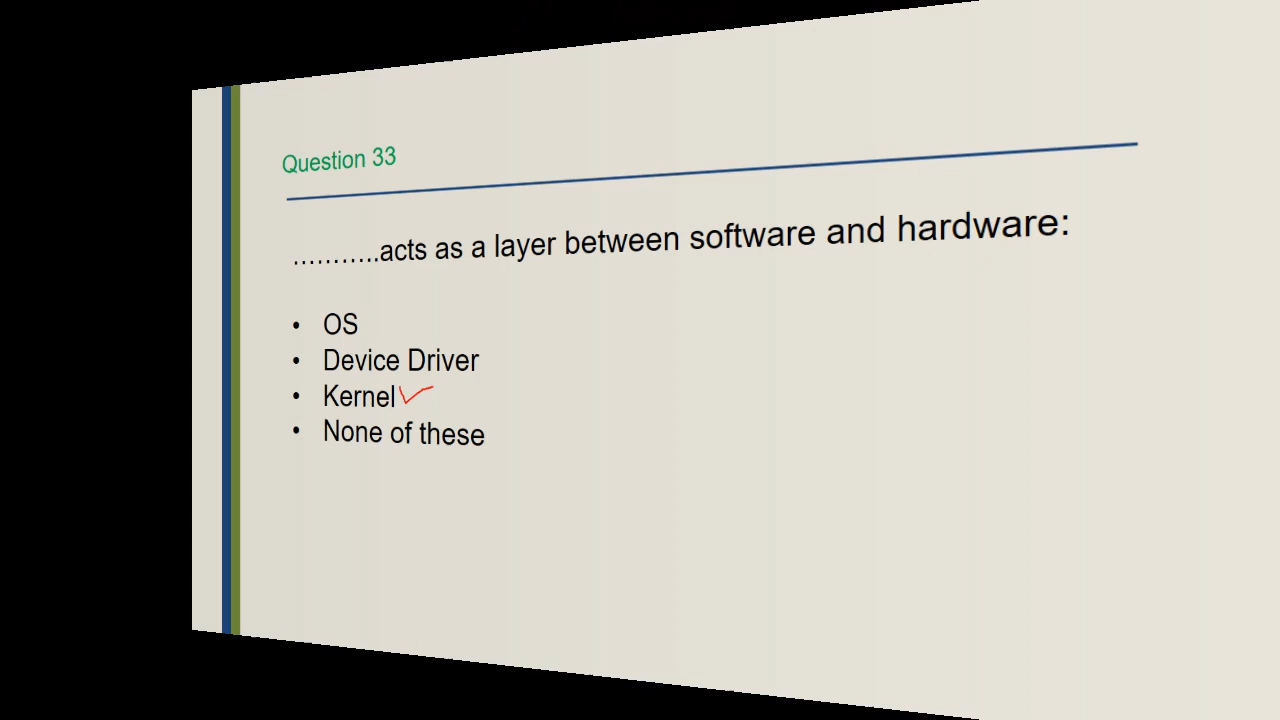 Question 33
………..acts as a layer between software and hardware:
• OS
• Device Driver
• Kernel
• None of these